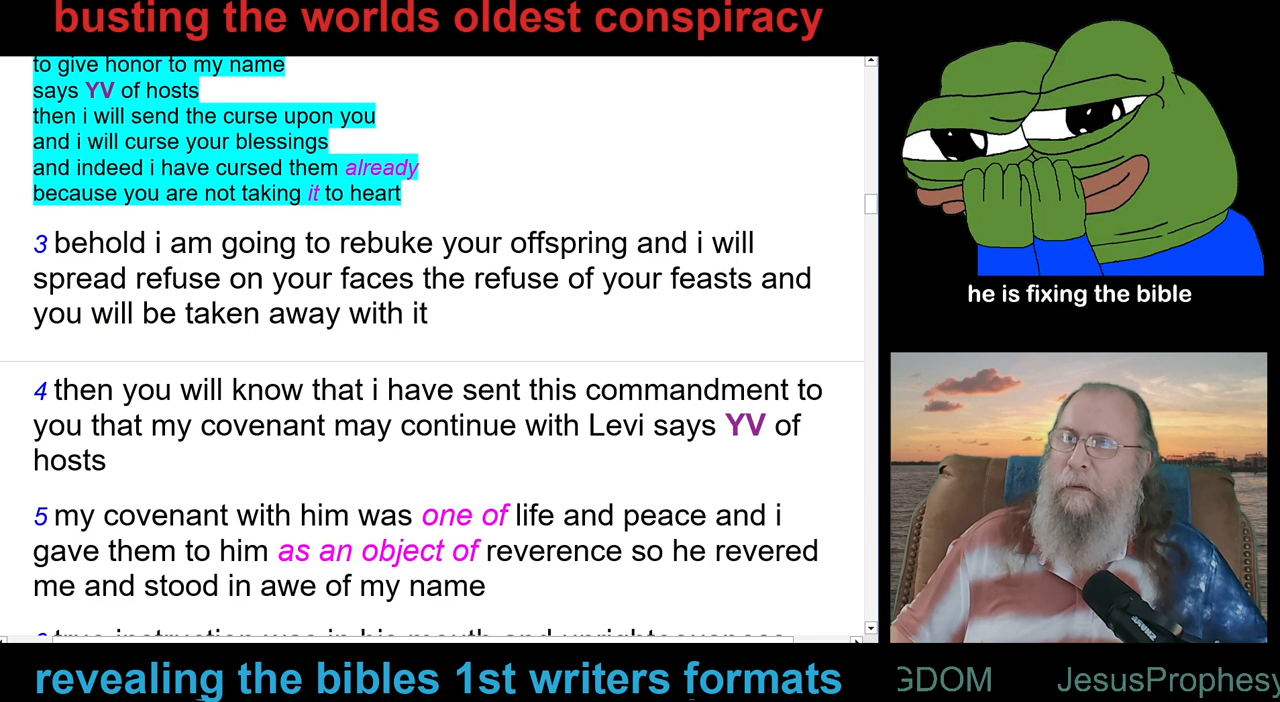 busting the worlds oldest conspiracy
to give honor to my name
says YV of hosts
then i will send the curse upon you
and i will curse your blessings
and indeed i have cursed them already
because you are not taking it to heart
3 behold i am going to rebuke your offspring and i will
spread refuse on your faces the refuse of your feasts and
you will be taken away with it
4 then you will know that i have sent this commandment to
you that my covenant may continue with Levi says YV of
hosts
5 my covenant with him was one of life and peace and i
gave them to him as an object of reverence so he revered
me and stood in awe of my name
he is fixing the bible
revealing the bibles 1st writers formats
GDOM JesusProphesy